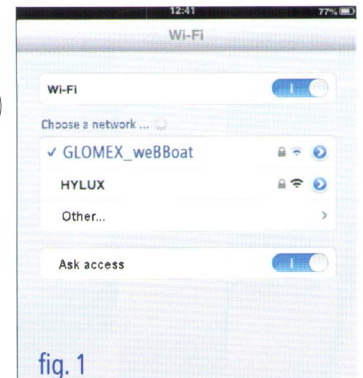 12:41 77%
Wi-Fi
Wi-Fi
Choose a network ...
GLOMEX_weBBoat
HYLUX
Other...
Ask access
fig. 1